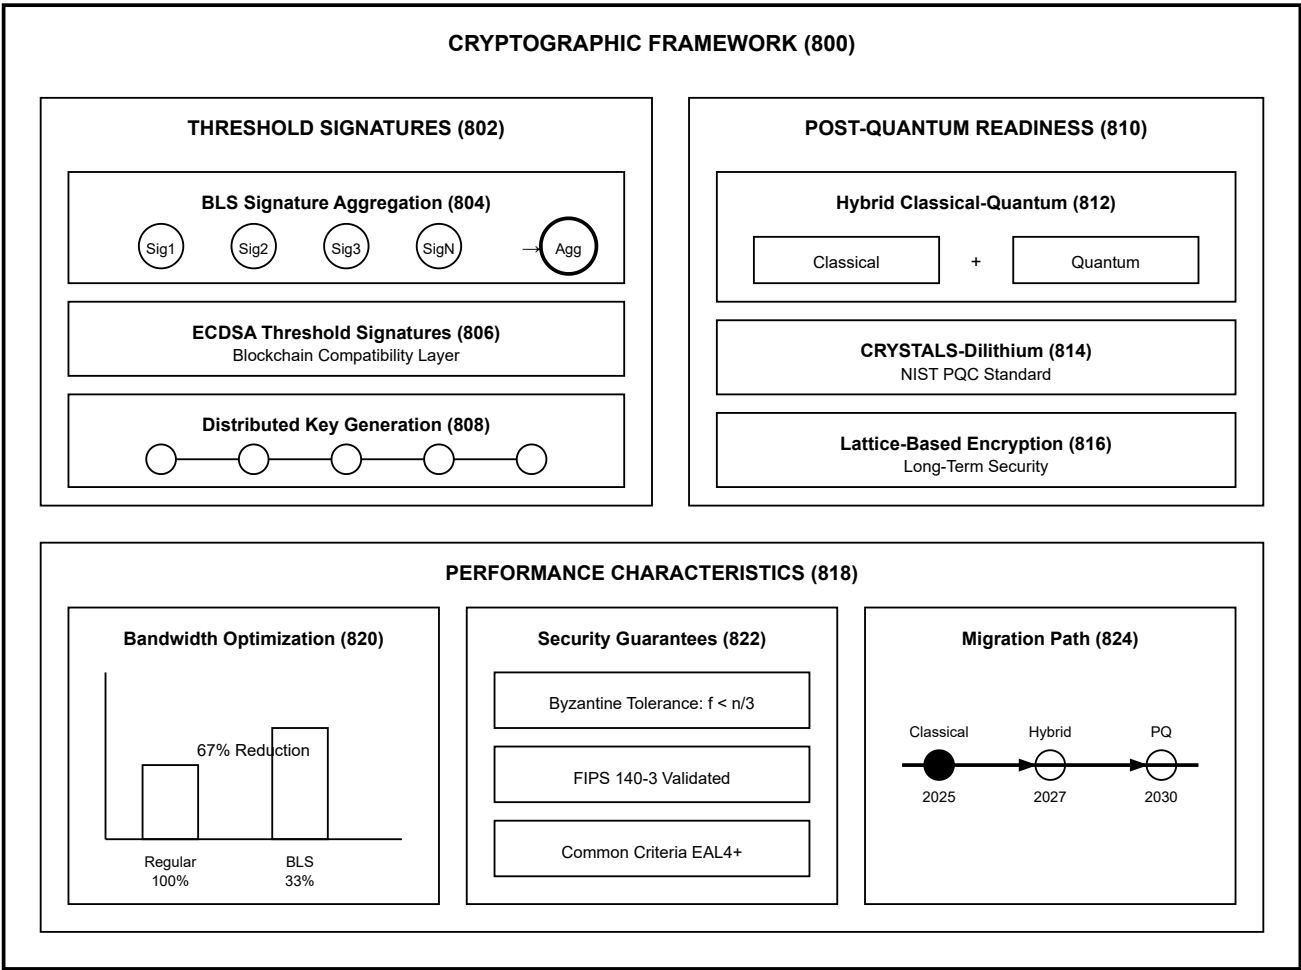 CRYPTOGRAPHIC FRAMEWORK (800)
THRESHOLD SIGNATURES (802)
BLS Signature Aggregation (804)
Sig1 Sig2 Sig3 SigN → Agg
ECDSA Threshold Signatures (806)
Blockchain Compatibility Layer
Distributed Key Generation (808)
POST-QUANTUM READINESS (810)
Hybrid Classical-Quantum (812)
Classical + Quantum
CRYSTALS-Dilithium (814)
NIST PQC Standard
Lattice-Based Encryption (816)
Long-Term Security
PERFORMANCE CHARACTERISTICS (818)
Bandwidth Optimization (820)
67% Reduction
Regular BLS
100% 33%
Security Guarantees (822)
Byzantine Tolerance: f < n/3
FIPS 140-3 Validated
Common Criteria EAL4+
Migration Path (824)
Classical Hybrid PQ
2025 2027 2030